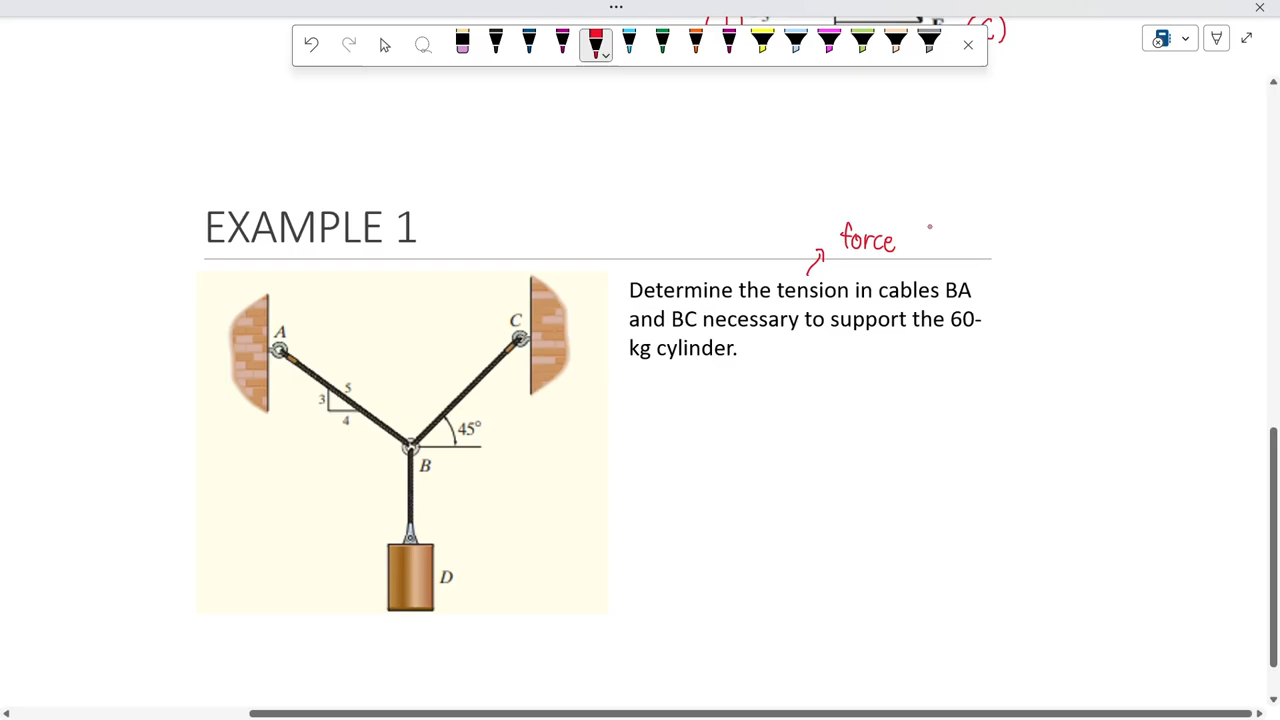 (C)
EXAMPLE 1
force
Determine the tension in cables BA
and BC necessary to support the 60-
kg cylinder.
A
C
5
3
4
45°
B
D